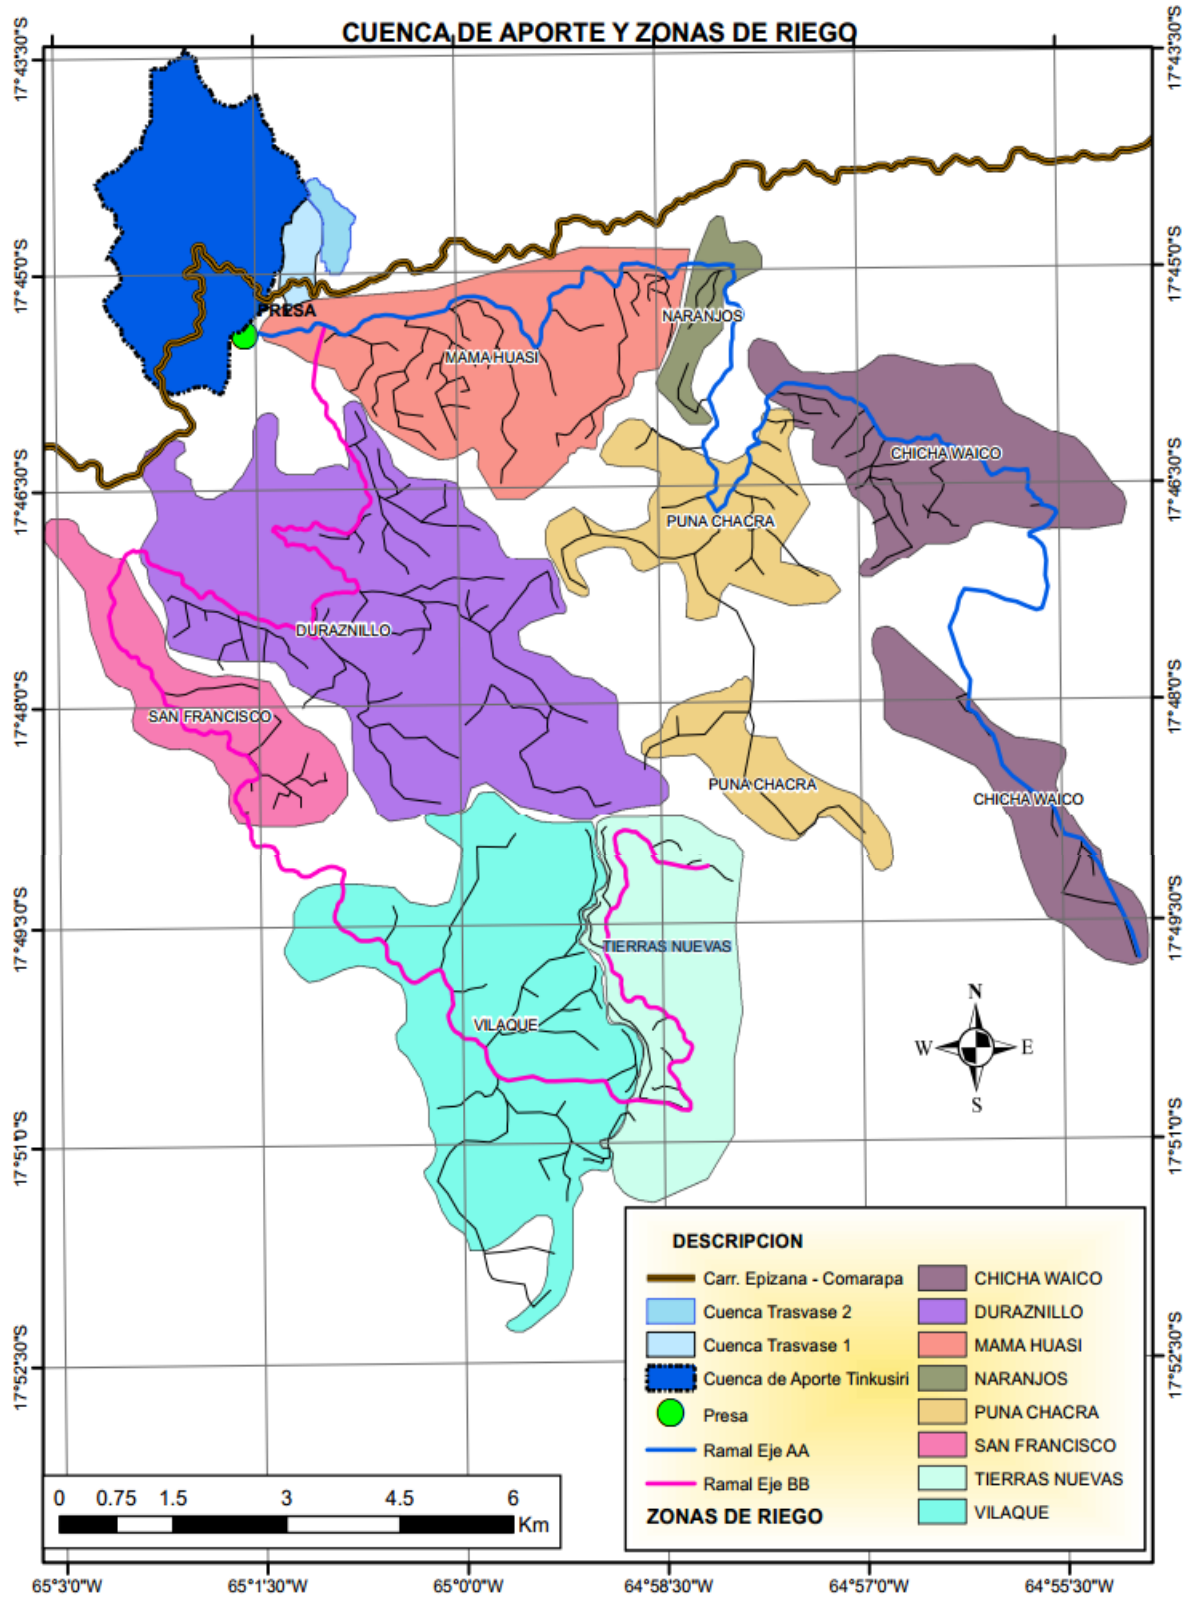 CUENCA DE APORTE Y ZONAS DE RIEGO
17°43'30"S
17°43'30"S
17°45'0"S
17°45'0"S
PRESA
NARANJOS
MAMA HUASI
CHICHA WAICO
17°46'30"S
17°46'30"S
PUNA CHACRA
DURAZNILLO
17°48'0"S
17°48'0"S
SAN FRANCISCO
PUNA CHACRA
CHICHA WAICO
17°49'30"S
17°49'30"S
TIERRAS NUEVAS
VILAQUE
N
W
E
S
17°51'0"S
17°51'0"S
17°52'30"S
17°52'30"S
DESCRIPCION
Carr. Epizana - Comarapa
Cuenca Trasvase 2
Cuenca Trasvase 1
Cuenca de Aporte Tinkusiri
Presa
Ramal Eje AA
Ramal Eje BB
ZONAS DE RIEGO
CHICHA WAICO
DURAZNILLO
MAMA HUASI
NARANJOS
PUNA CHACRA
SAN FRANCISCO
TIERRAS NUEVAS
VILAQUE
0 0.75 1.5 3 4.5 6
Km
65°3'0"W 65°1'30"W 65°0'0"W 64°58'30"W 64°57'0"W 64°55'30"W